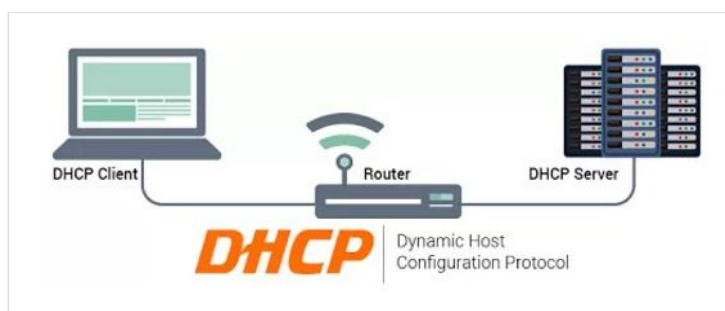 DHCP Client
Router
DHCP Server
DHCP
Dynamic Host
Configuration Protocol